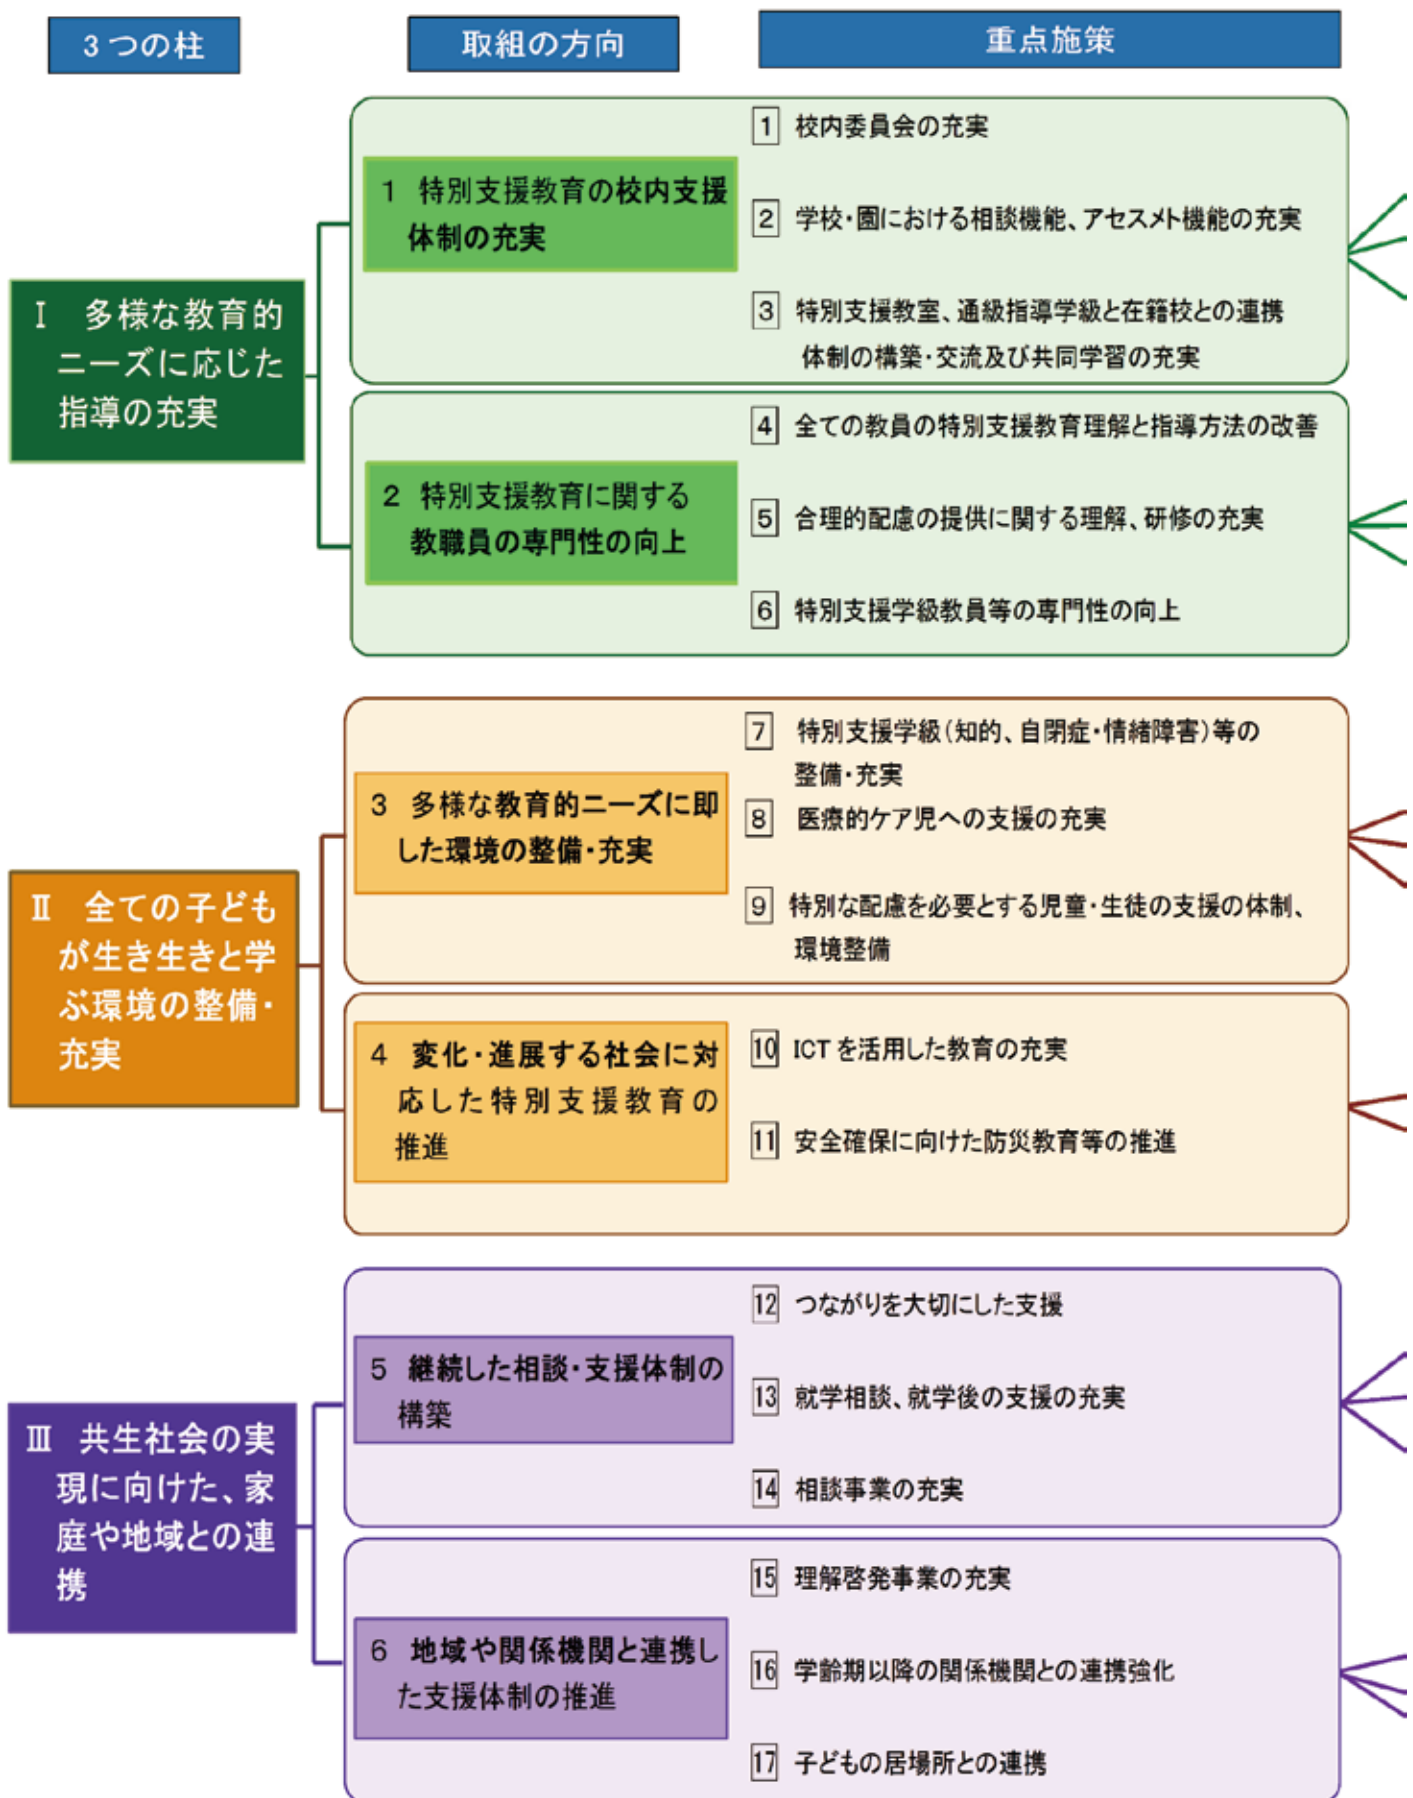 3つの柱
取組の方向
重点施策
Ⅰ 多様な教育的
ニーズに応じた
指導の充実
1 特別支援教育の校内支援
体制の充実
1 校内委員会の充実
2 学校・園における相談機能、アセスメト機能の充実
3 特別支援教室、通級指導学級と在籍校との連携
体制の構築・交流及び共同学習の充実
2 特別支援教育に関する
教職員の専門性の向上
4 全ての教員の特別支援教育理解と指導方法の改善
5 合理的配慮の提供に関する理解、研修の充実
6 特別支援学級教員等の専門性の向上
Ⅱ 全ての子ども
が生き生きと学
ぶ環境の整備・
充実
3 多様な教育的ニーズに即
した環境の整備・充実
7 特別支援学級(知的、自閉症・情緒障害)等の
整備・充実
8 医療的ケア児への支援の充実
9 特別な配慮を必要とする児童・生徒の支援の体制、
環境整備
4 変化・進展する社会に対
応した特別支援教育の
推進
10 ICTを活用した教育の充実
11 安全確保に向けた防災教育等の推進
Ⅲ 共生社会の実
現に向けた、家
庭や地域との連
携
5 継続した相談・支援体制の
構築
12 つながりを大切にした支援
13 就学相談、就学後の支援の充実
14 相談事業の充実
6 地域や関係機関と連携し
た支援体制の推進
15 理解啓発事業の充実
16 学齢期以降の関係機関との連携強化
17 子どもの居場所との連携